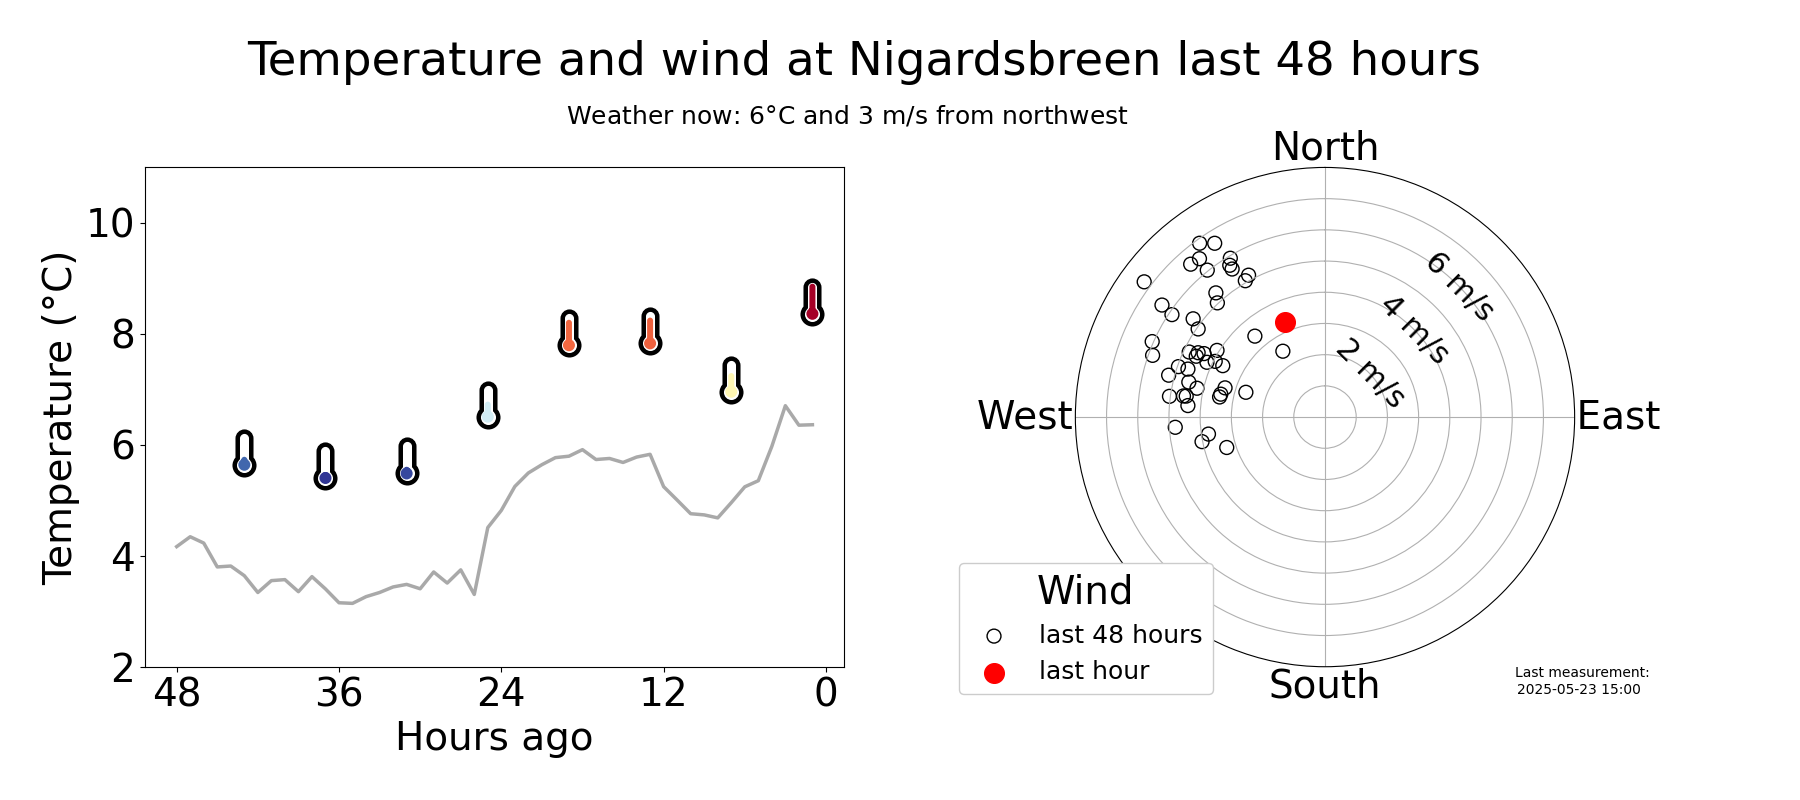 Temperature and wind at Nigardsbreen last 48 hours
Weather now: 6°C and 3 m/s from northwest
Temperature (°C)
10
8
6
4
2
48 36 24 12 0
Hours ago
North
West
East
South
6 m/s
4 m/s
2 m/s
Wind
last 48 hours
last hour
Last measurement:
2025-05-23 15:00